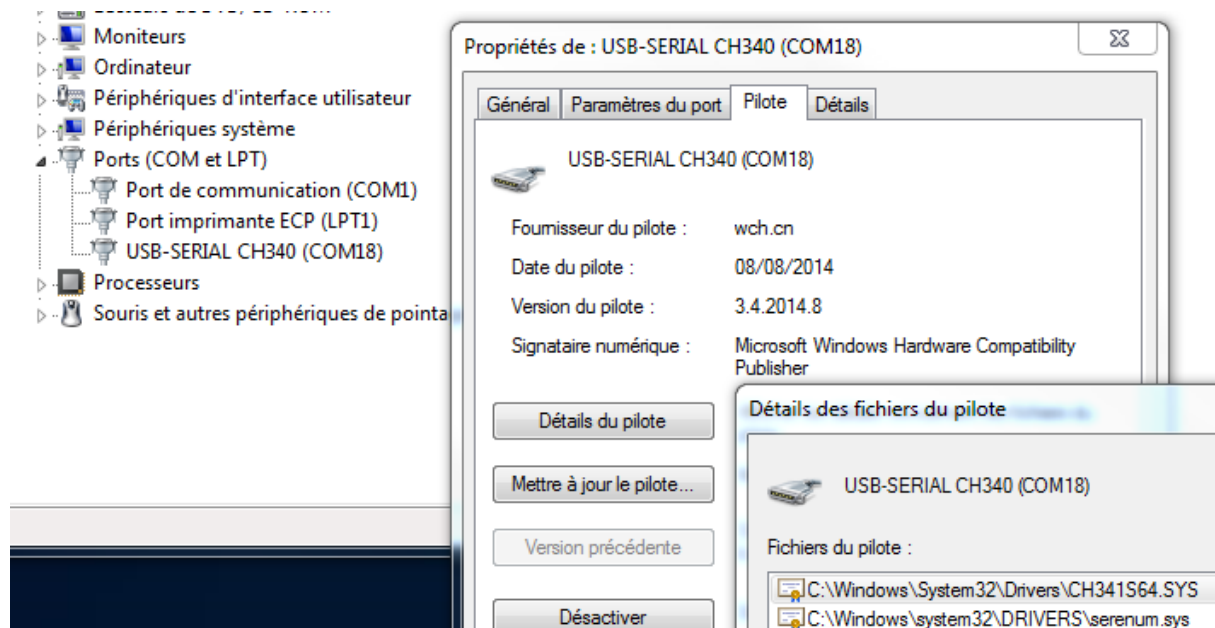 Moniteurs
Ordinateur
Périphériques d'interface utilisateur
Périphériques système
Ports (COM et LPT)
Port de communication (COM1)
Port imprimante ECP (LPT1)
USB-SERIAL CH340 (COM18)
Processeurs
Souris et autres périphériques de pointa
Propriétés de : USB-SERIAL CH340 (COM18)
Général Paramètres du port Pilote Détails
USB-SERIAL CH340 (COM18)
Fournisseur du pilote : wch.cn
Date du pilote : 08/08/2014
Version du pilote : 3.4.2014.8
Signataire numérique : Microsoft Windows Hardware Compatibility
Publisher
Détails du pilote
Mettre à jour le pilote...
Version précédente
Désactiver
Détails des fichiers du pilote
USB-SERIAL CH340 (COM18)
Fichiers du pilote :
C:\Windows\System32\Drivers\CH341S64.SYS
C:\Windows\system32\DRIVERS\serenum.sys